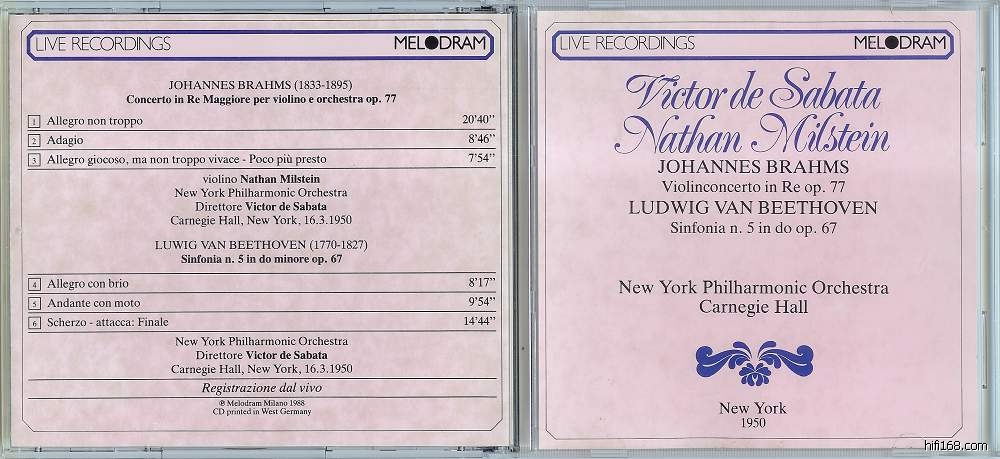 LIVE RECORDINGS MELODRAM
JOHANNES BRAHMS (1833-1895)
Concerto in Re Maggiore per violino e orchestra op. 77
1 Allegro non troppo 20'40"
2 Adagio 8'46"
3 Allegro giocoso, ma non troppo vivace - Poco più presto 7'54"
violino Nathan Milstein
New York Philharmonic Orchestra
Direttore Victor de Sabata
Carnegie Hall, New York, 16.3.1950
LUWIG VAN BEETHOVEN (1770-1827)
Sinfonia n. 5 in do minore op. 67
4 Allegro con brio 8'17"
5 Andante con moto 9'54"
6 Scherzo - attacca: Finale 14'44"
New York Philharmonic Orchestra
Direttore Victor de Sabata
Carnegie Hall, New York, 16.3.1950
Registrazione dal vivo
℗ Melodram Milano 1988
CD printed in West Germany
LIVE RECORDINGS MELODRAM
Victor de Sabata
Nathan Milstein
JOHANNES BRAHMS
Violinconcerto in Re op. 77
LUDWIG VAN BEETHOVEN
Sinfonia n. 5 in do op. 67
New York Philharmonic Orchestra
Carnegie Hall
New York
1950
hifi168.com